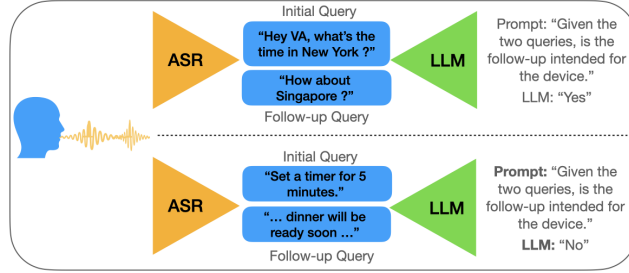 Initial Query
“Hey VA, what’s the
time in New York ?”
ASR
LLM
“How about
Singapore ?”
Follow-up Query
Prompt: “Given the
two queries, is the
follow-up intended for
the device.”
LLM: “Yes”
Initial Query
“Set a timer for 5
minutes.”
ASR
LLM
“... dinner will be
ready soon ...”
Follow-up Query
Prompt: “Given the
two queries, is the
follow-up intended for
the device.”
LLM: “No”